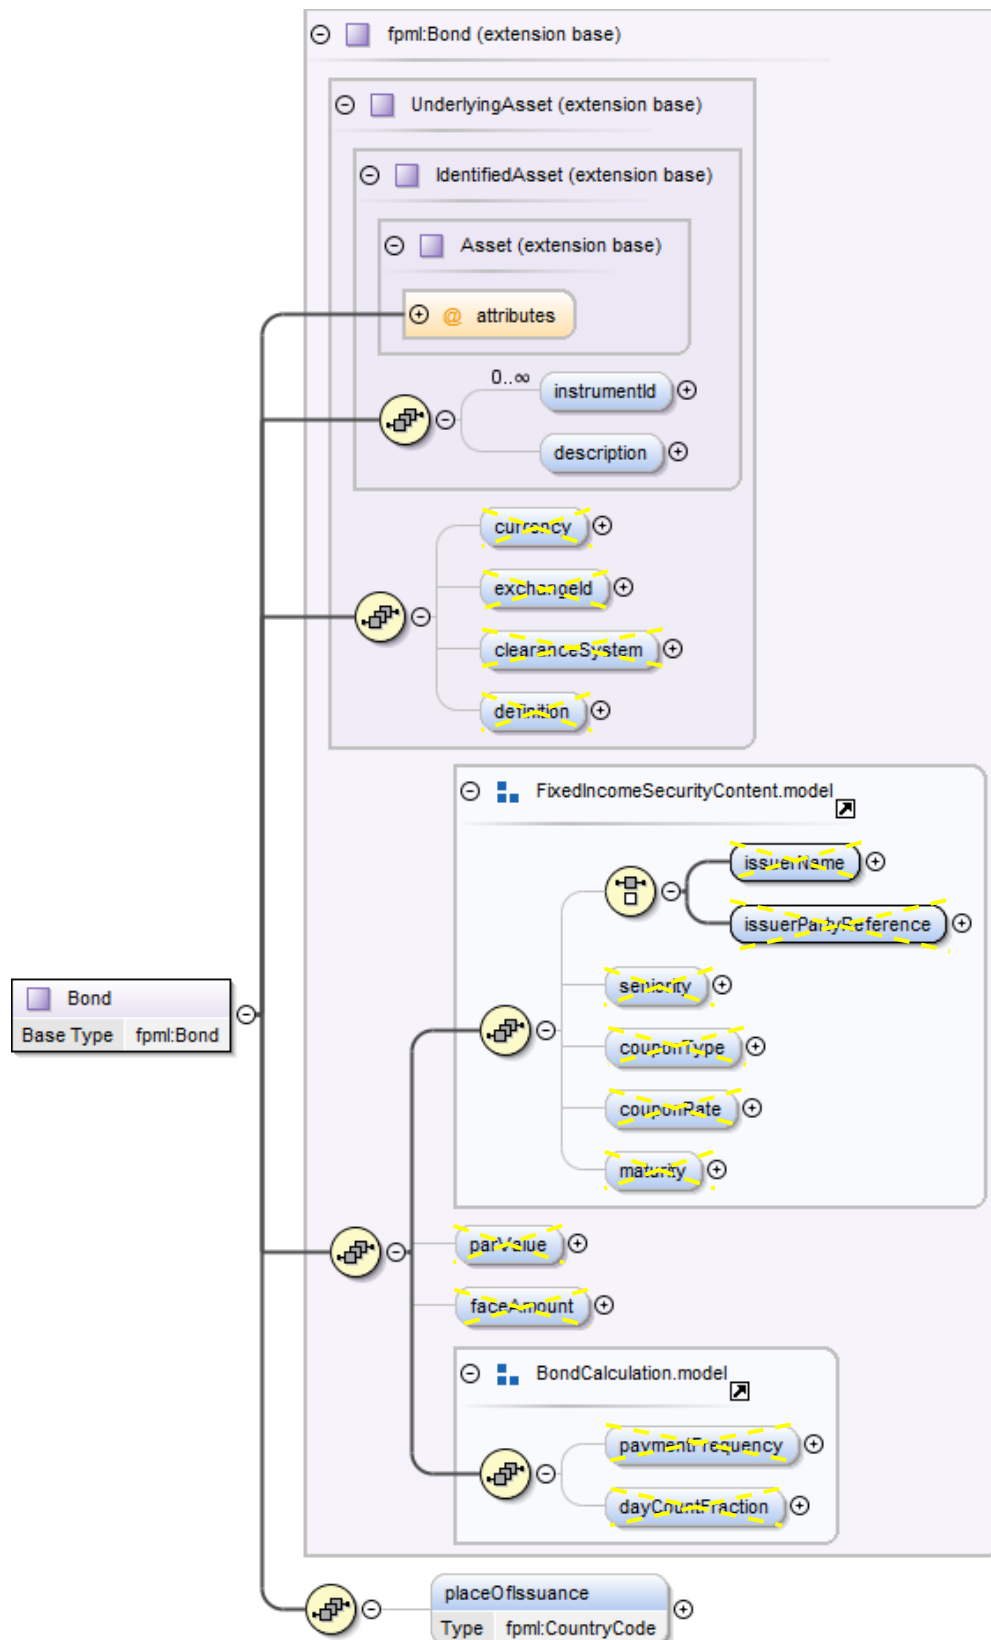 fpml:Bond (extension base)
UnderlyingAsset (extension base)
IdentifiedAsset (extension base)
Asset (extension base)
@ attributes
0..∞
instrumentId
description
currency
exchangeId
clearanceSystem
definition
FixedIncomeSecurityContent.model
issuerName
issuerPartyReference
seniority
couponType
couponRate
maturity
Bond
Base Type fpml:Bond
parValue
faceAmount
BondCalculation.model
paymentFrequency
dayCountFraction
placeOfIssuance
Type fpml:CountryCode